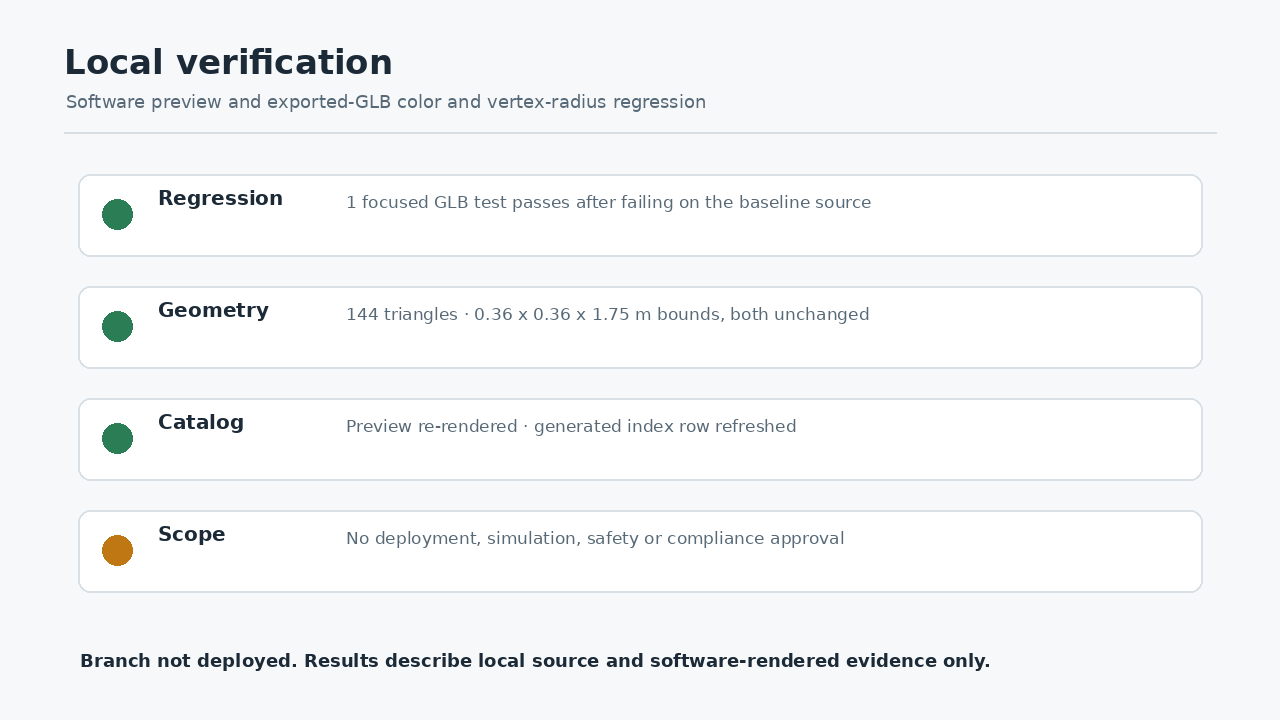 Local verification
Software preview and exported-GLB color and vertex-radius regression
Regression
1 focused GLB test passes after failing on the baseline source
Geometry
144 triangles · 0.36 x 0.36 x 1.75 m bounds, both unchanged
Catalog
Preview re-rendered · generated index row refreshed
Scope
No deployment, simulation, safety or compliance approval
Branch not deployed. Results describe local source and software-rendered evidence only.